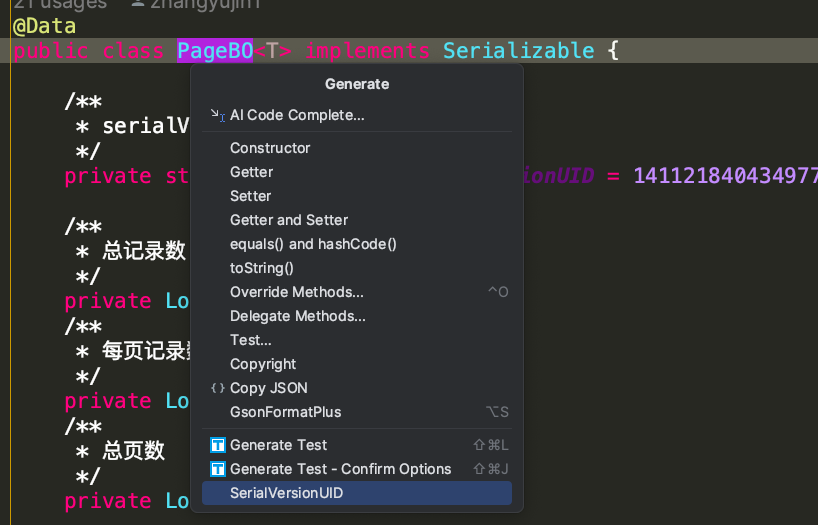 21 usages zhangyujin1
@Data
public class PageBO<T> implements Serializable {
Generate
AI Code Complete...
Constructor
Getter
Setter
Getter and Setter
equals() and hashCode()
toString()
Override Methods... ^O
Delegate Methods...
Test...
Copyright
{} Copy JSON
GsonFormatPlus ⌥S
T Generate Test ⇧⌘L
T Generate Test - Confirm Options ⇧⌘J
SerialVersionUID
/**
* serialV
*/
private st ionUID = 141121840434977
/**
* 总记录数
*/
private Lo
/**
* 每页记录
*/
private Lo
/**
* 总页数
*/
private Lo